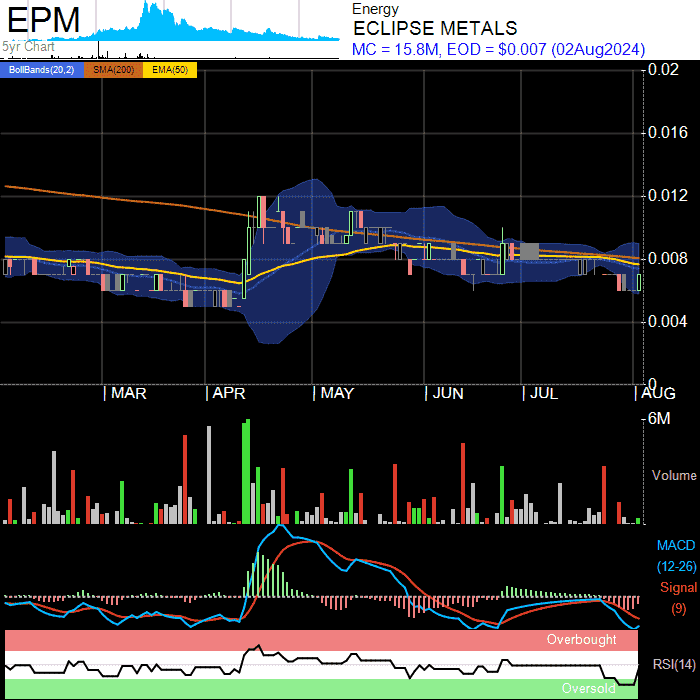 EPM
5yr Chart
Energy
ECLIPSE METALS
MC = 15.8M, EOD = $0.007 (02Aug2024)
BollBands(20,2) SMA(200) EMA(50)
0.02
0.016
0.012
0.008
0.004
0
MAR APR MAY JUN JUL AUG
6M
Volume
MACD
(12-26)
Signal
(9)
Overbought
RSI(14)
Oversold